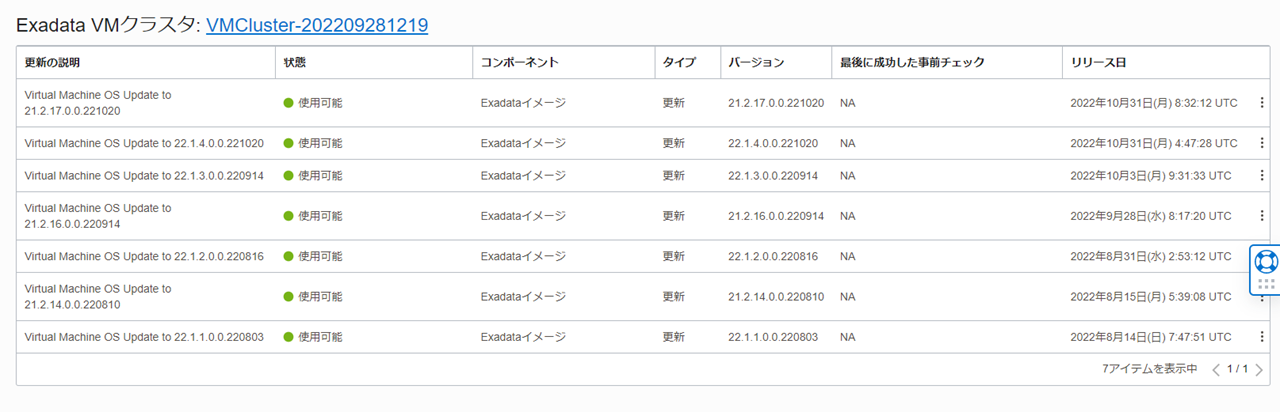 Exadata VMクラスタ: VMCluster-202209281219
更新の説明 状態 コンポーネント タイプ バージョン 最後に成功した事前チェック リリース日
Virtual Machine OS Update to
21.2.17.0.0.221020 使用可能 Exadataイメージ 更新 21.2.17.0.0.221020 NA 2022年10月31日(月) 8:32:12 UTC
Virtual Machine OS Update to 22.1.4.0.0.221020 使用可能 Exadataイメージ 更新 22.1.4.0.0.221020 NA 2022年10月31日(月) 4:47:28 UTC
Virtual Machine OS Update to 22.1.3.0.0.220914 使用可能 Exadataイメージ 更新 22.1.3.0.0.220914 NA 2022年10月3日(月) 9:31:33 UTC
Virtual Machine OS Update to
21.2.16.0.0.220914 使用可能 Exadataイメージ 更新 21.2.16.0.0.220914 NA 2022年9月28日(水) 8:17:20 UTC
Virtual Machine OS Update to 22.1.2.0.0.220816 使用可能 Exadataイメージ 更新 22.1.2.0.0.220816 NA 2022年8月31日(水) 2:53:12 UTC
Virtual Machine OS Update to
21.2.14.0.0.220810 使用可能 Exadataイメージ 更新 21.2.14.0.0.220810 NA 2022年8月15日(月) 5:39:08 UTC
Virtual Machine OS Update to 22.1.1.0.0.220803 使用可能 Exadataイメージ 更新 22.1.1.0.0.220803 NA 2022年8月14日(日) 7:47:51 UTC
7アイテムを表示中 1 / 1